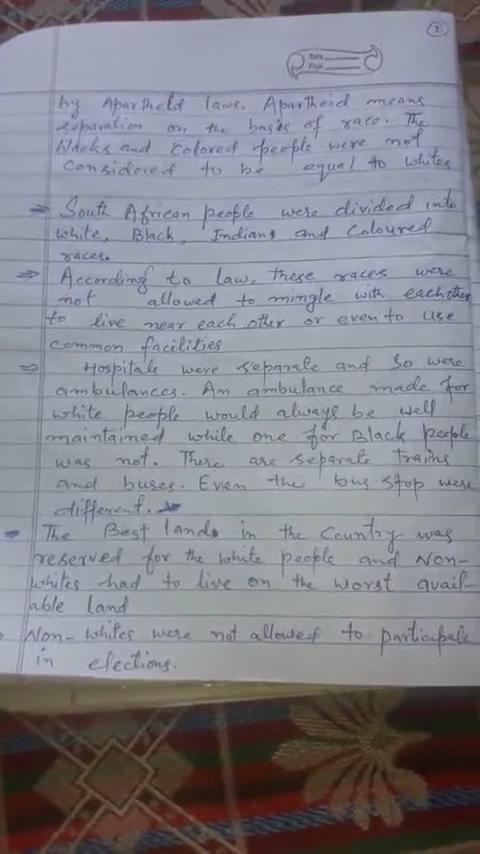 2
Date
Page
by Apartheid laws. Apartheid means
separation on the basis of race. The
blacks and colored people were not
considered to be equal to whites
⇒ South African people were divided into
white, Black, Indians and Coloured
races.
⇒ According to law, these races were
not allowed to mingle with eachother
to live near each other or even to use
common facilities
⇒ Hospitals were separate and so were
ambulances. An ambulance made for
white people would always be well
maintained while one for Black people
was not. There are separate trains
and buses. Even the bus stop were
different.
The Best lands in the Country was
reserved for the white people and Non-
whites had to live on the worst avail-
able Land
Non-whites were not allowed to participate
in elections.